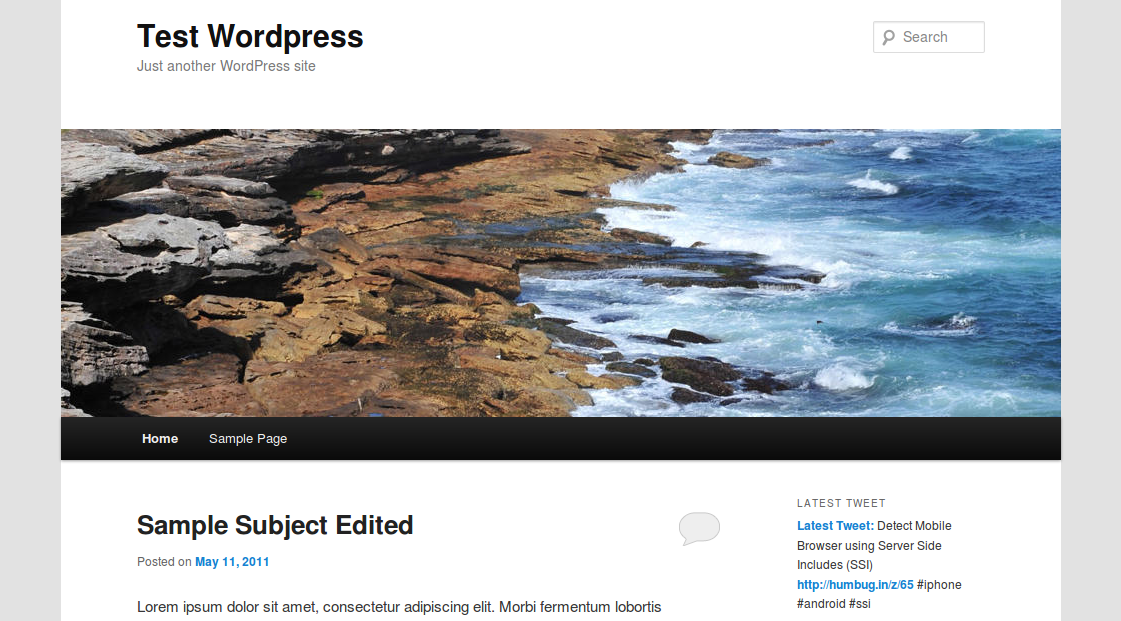 Test Wordpress
Just another WordPress site
Search
Home Sample Page
Sample Subject Edited
Posted on May 11, 2011
Lorem ipsum dolor sit amet, consectetur adipiscing elit. Morbi fermentum lobortis
LATEST TWEET
Latest Tweet: Detect Mobile
Browser using Server Side
Includes (SSI)
http://humbug.in/z/65 #iphone
#android #ssi